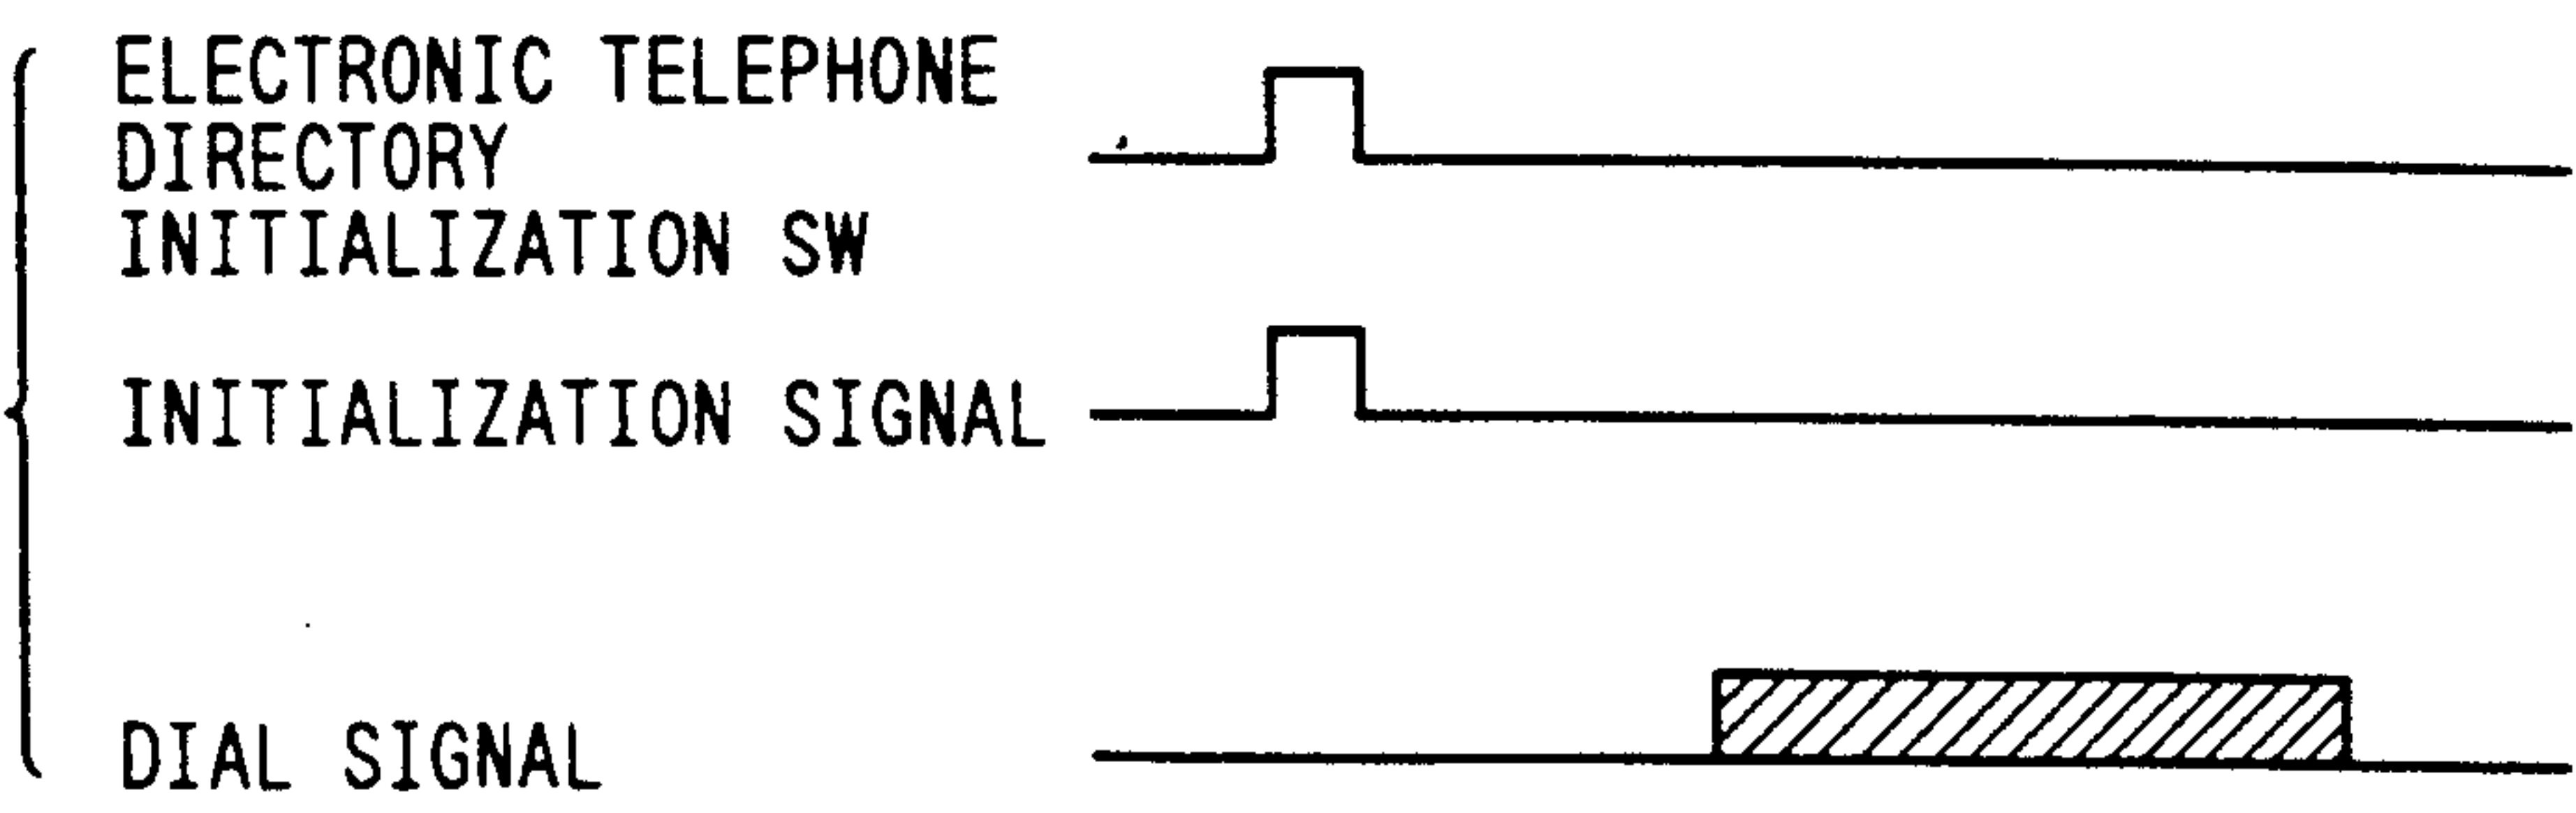 ELECTRONIC TELEPHONE
DIRECTORY
INITIALIZATION SW
INITIALIZATION SIGNAL
DIAL SIGNAL